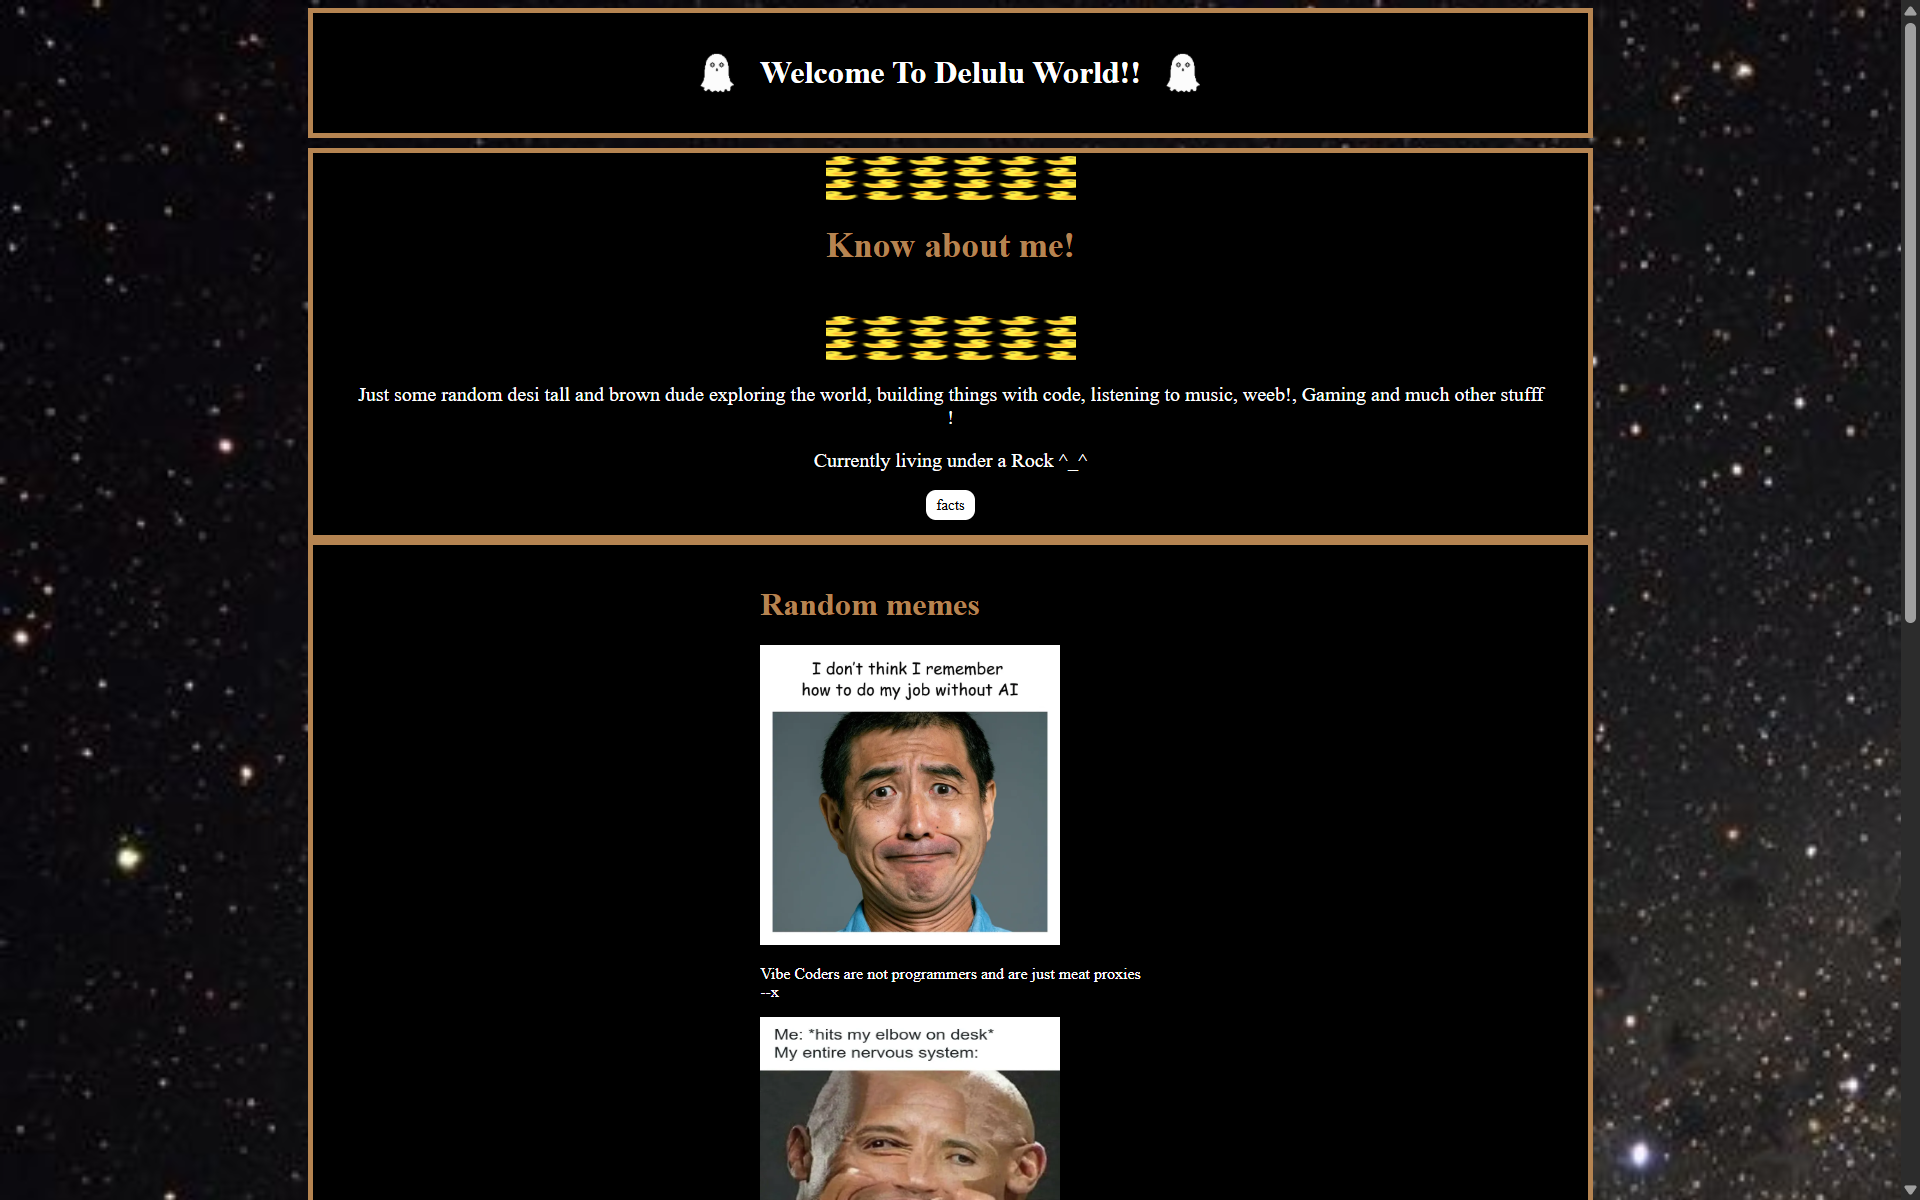 Welcome To Delulu World!!
Know about me!
Just some random desi tall and brown dude exploring the world, building things with code, listening to music, weeb!, Gaming and much other stufff
!
Currently living under a Rock ^_^
facts
Random memes
I don't think I remember
how to do my job without AI
Vibe Coders are not programmers and are just meat proxies
--x
Me: *hits my elbow on desk*
My entire nervous system: